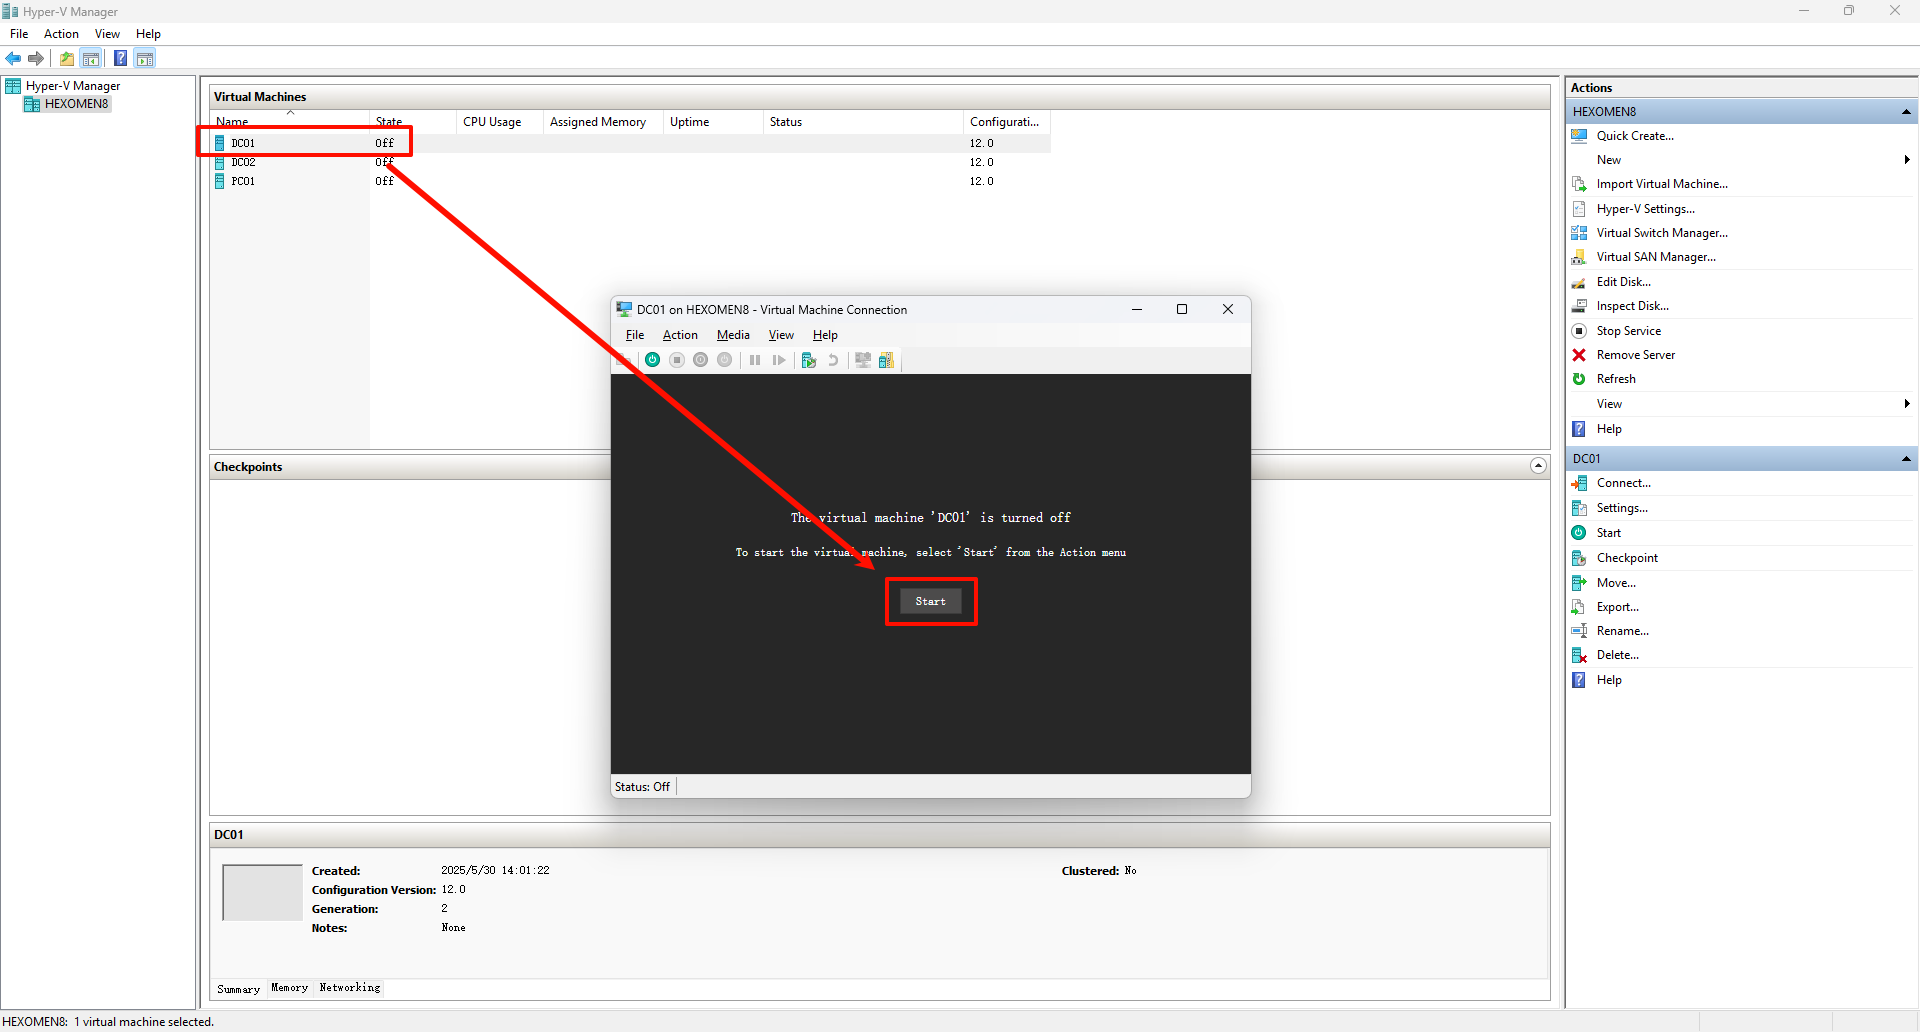 Hyper-V Manager
File Action View Help
Hyper-V Manager
HEXOMEN8
Virtual Machines
Name State CPU Usage Assigned Memory Uptime Status Configurati...
DC01 Off 12.0
DC02 Off 12.0
PC01 Off 12.0
DC01 on HEXOMEN8 - Virtual Machine Connection
File Action Media View Help
The virtual machine 'DC01' is turned off
To start the virtual machine, select 'Start' from the Action menu
Start
Status: Off
Checkpoints
DC01
Created: 2025/5/30 14:01:22 Clustered: No
Configuration Version: 12.0
Generation: 2
Notes: None
Summary Memory Networking
Actions
HEXOMEN8
Quick Create...
New
Import Virtual Machine...
Hyper-V Settings...
Virtual Switch Manager...
Virtual SAN Manager...
Edit Disk...
Inspect Disk...
Stop Service
Remove Server
Refresh
View
Help
DC01
Connect...
Settings...
Start
Checkpoint
Move...
Export...
Rename...
Delete...
Help
HEXOMEN8: 1 virtual machine selected.